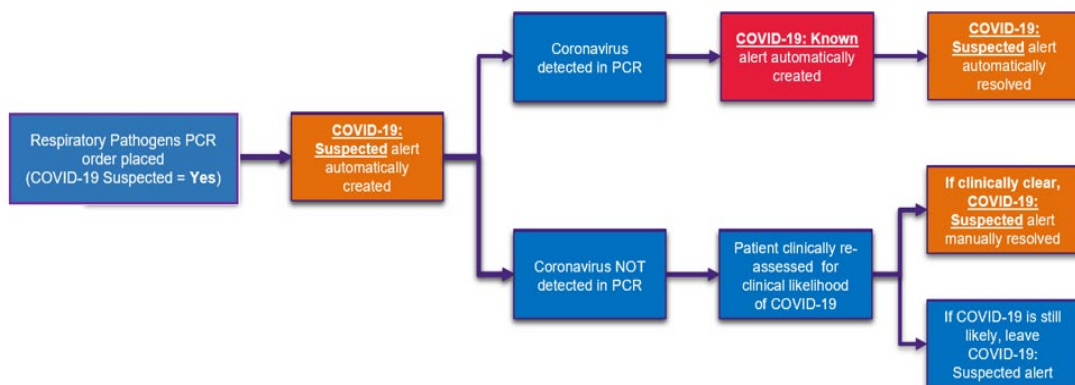 Respiratory Pathogens PCR
order placed
(COVID-19 Suspected = Yes)
COVID-19:
Suspected alert
automatically
created
Coronavirus
detected in PCR
COVID-19: Known
alert automatically
created
COVID-19:
Suspected alert
automatically
resolved
Coronavirus NOT
detected in PCR
Patient clinically re-
assessed for
clinical likelihood
of COVID-19
If clinically clear,
COVID-19:
Suspected alert
manually resolved
If COVID-19 is still
likely, leave
COVID-19:
Suspected alert